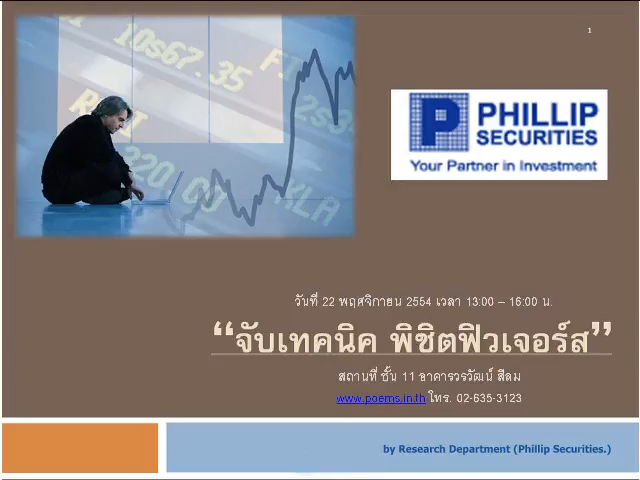 1
10s67.35
PHILLIP
SECURITIES
Your Partner in Investment
KLA
วันที่ 22 พฤศจิกายน 2554 เวลา 13:00 – 16:00 น.
“จับเทคนิค พิชิตฟิวเจอร์ส”
สถานที่ ชั้น 11 อาคารวรวัฒน์ สีลม
www.poems.in.th โทร. 02-635-3123
by Research Department (Phillip Securities.)